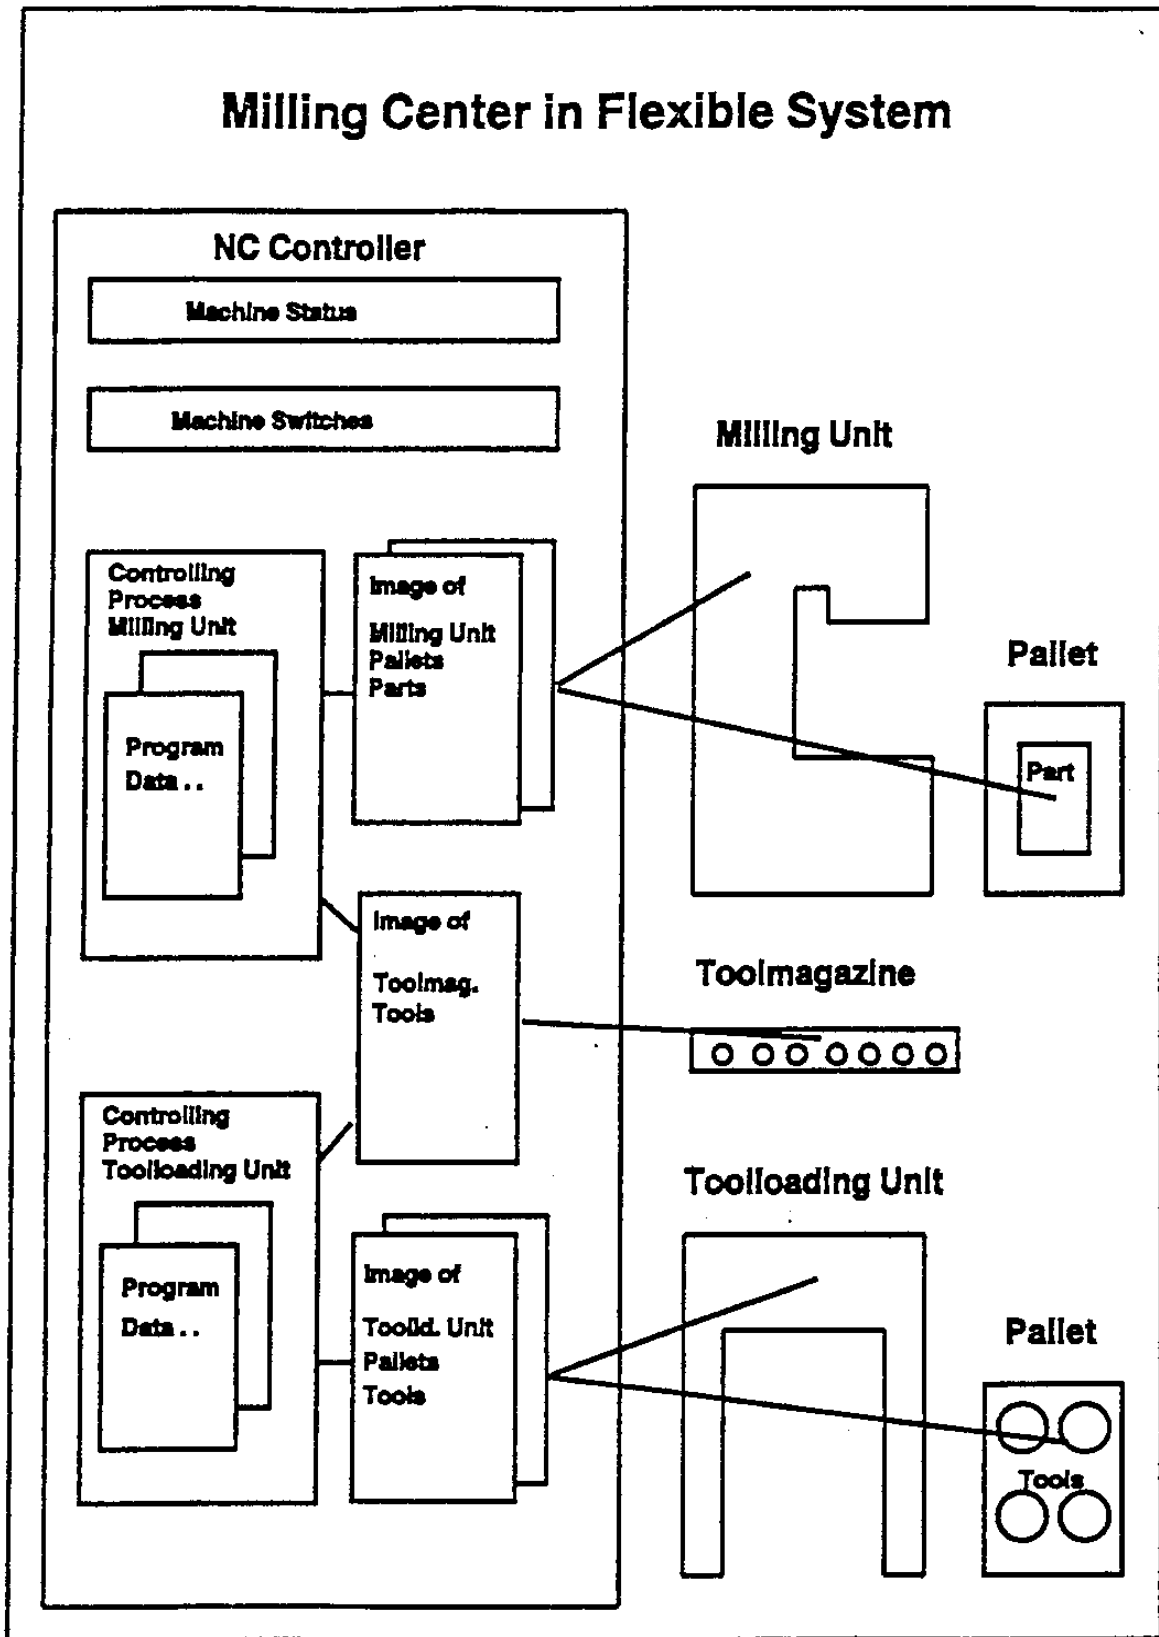 Milling Center in Flexible System
NC Controller
Machine Status
Machine Switches
Controlling
Process
Milling Unit
Program
Data . .
Image of
Milling Unit
Pallets
Parts
Milling Unit
Pallet
Part
Image of
Toolmag.
Tools
Toolmagazine
Controlling
Process
Toolloading Unit
Program
Data . .
Image of
Toolld. Unit
Pallets
Tools
Toolloading Unit
Pallet
Tools